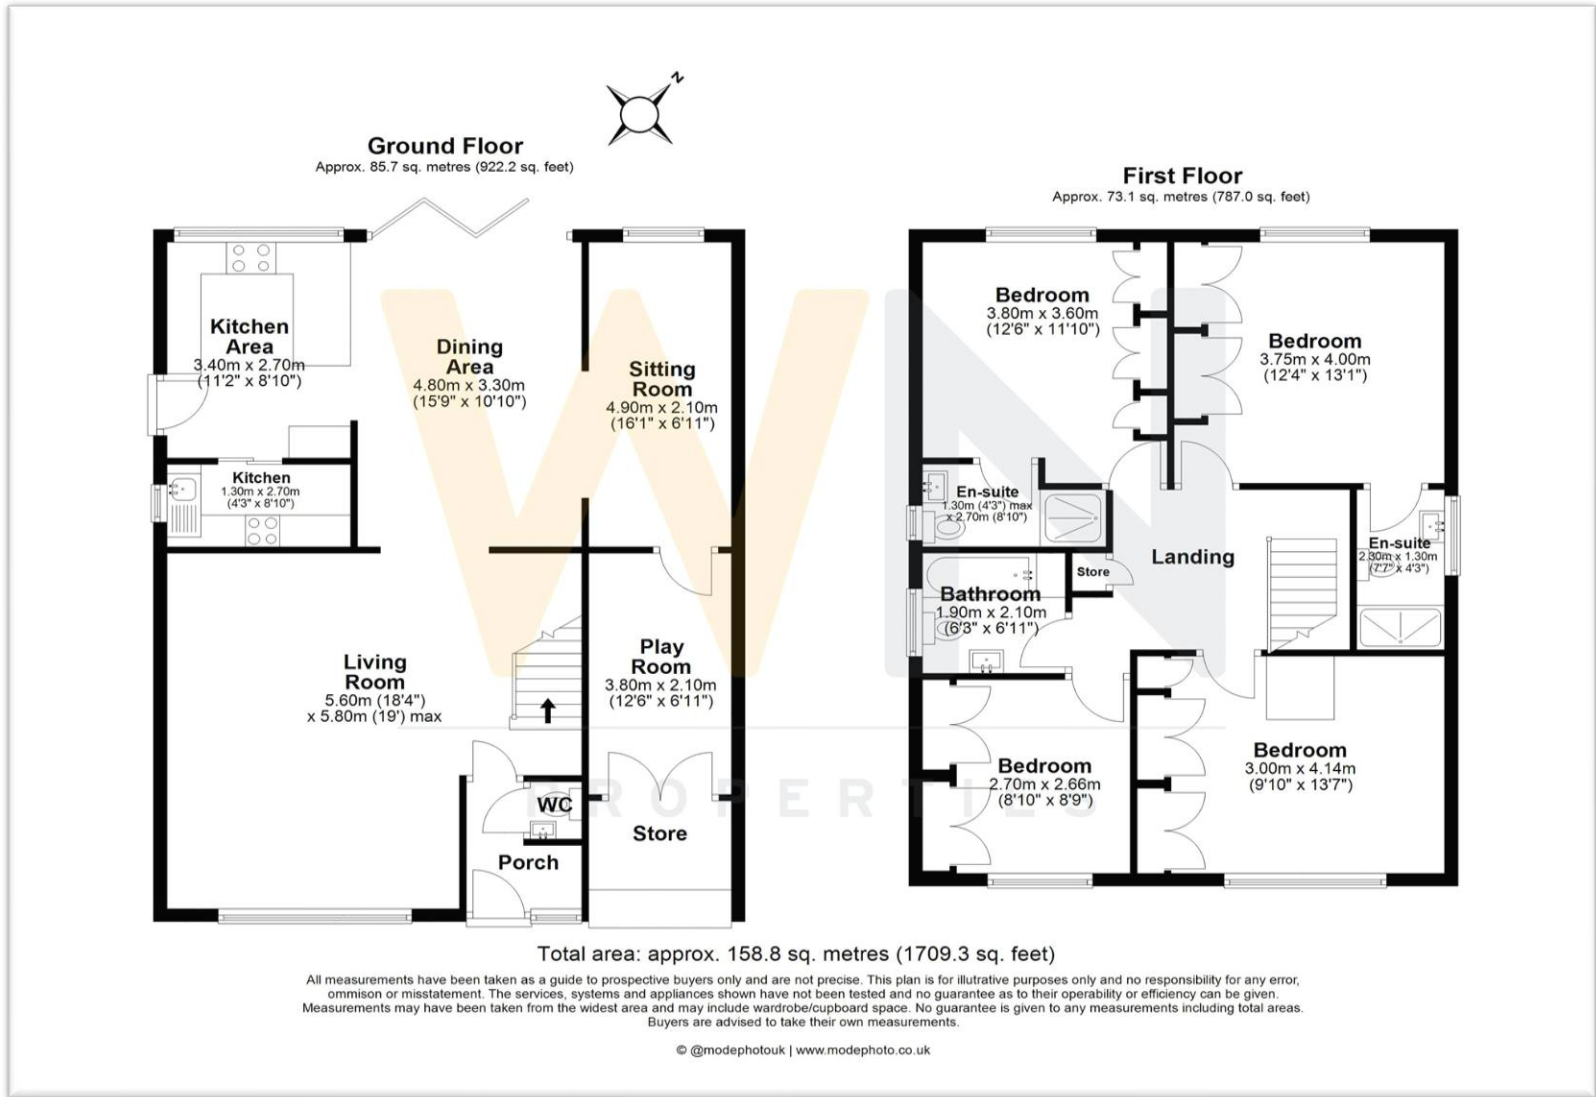 N
Ground Floor
Approx. 85.7 sq. metres (922.2 sq. feet)
Kitchen
Area
3.40m x 2.70m
(11'2" x 8'10")
Dining
Area
4.80m x 3.30m
(15'9" x 10'10")
Sitting
Room
4.90m x 2.10m
(16'1" x 6'11")
Kitchen
1.30m x 2.70m
(4'3" x 8'10")
Living
Room
5.60m (18'4")
x 5.80m (19') max
Play
Room
3.80m x 2.10m
(12'6" x 6'11")
WC
Store
Porch
First Floor
Approx. 73.1 sq. metres (787.0 sq. feet)
Bedroom
3.80m x 3.60m
(12'6" x 11'10")
Bedroom
3.75m x 4.00m
(12'4" x 13'1")
En-suite
1.30m (4'3") max
x 2.70m (8'10")
En-suite
2.30m x 1.30m
(7'7" x 4'3")
Landing
Store
Bathroom
1.90m x 2.10m
(6'3" x 6'11")
Bedroom
2.70m x 2.66m
(8'10" x 8'9")
Bedroom
3.00m x 4.14m
(9'10" x 13'7")
WN
PROPERTIES
Total area: approx. 158.8 sq. metres (1709.3 sq. feet)
All measurements have been taken as a guide to prospective buyers only and are not precise. This plan is for illutrative purposes only and no responsibility for any error,
ommison or misstatement. The services, systems and appliances shown have not been tested and no guarantee as to their operability or efficiency can be given.
Measurements may have been taken from the widest area and may include wardrobe/cupboard space. No guarantee is given to any measurements including total areas.
Buyers are advised to take their own measurements.
© @modephotouk | www.modephoto.co.uk